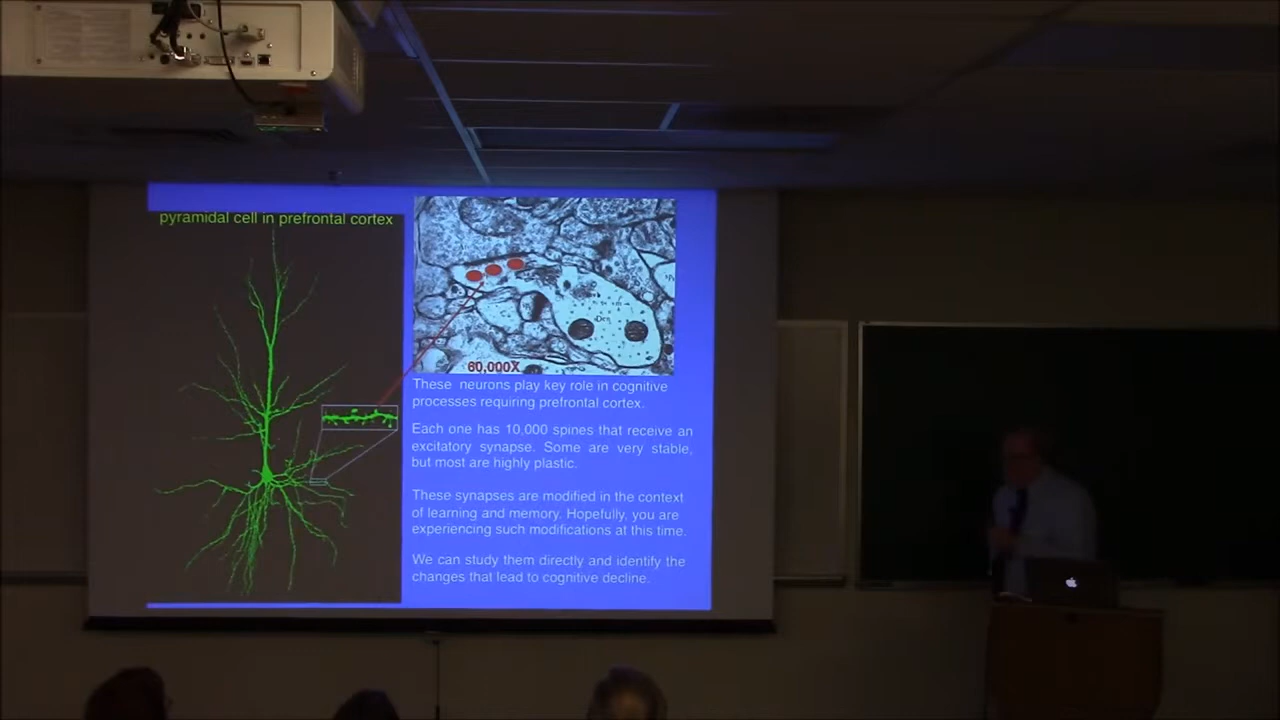 pyramidal cell in prefrontal cortex
Den
60,000X
These neurons play key role in cognitive
processes requiring prefrontal cortex.
Each one has 10,000 spines that receive an
excitatory synapse. Some are very stable,
but most are highly plastic.
These synapses are modified in the context
of learning and memory. Hopefully, you are
experiencing such modifications at this time.
We can study them directly and identify the
changes that lead to cognitive decline.